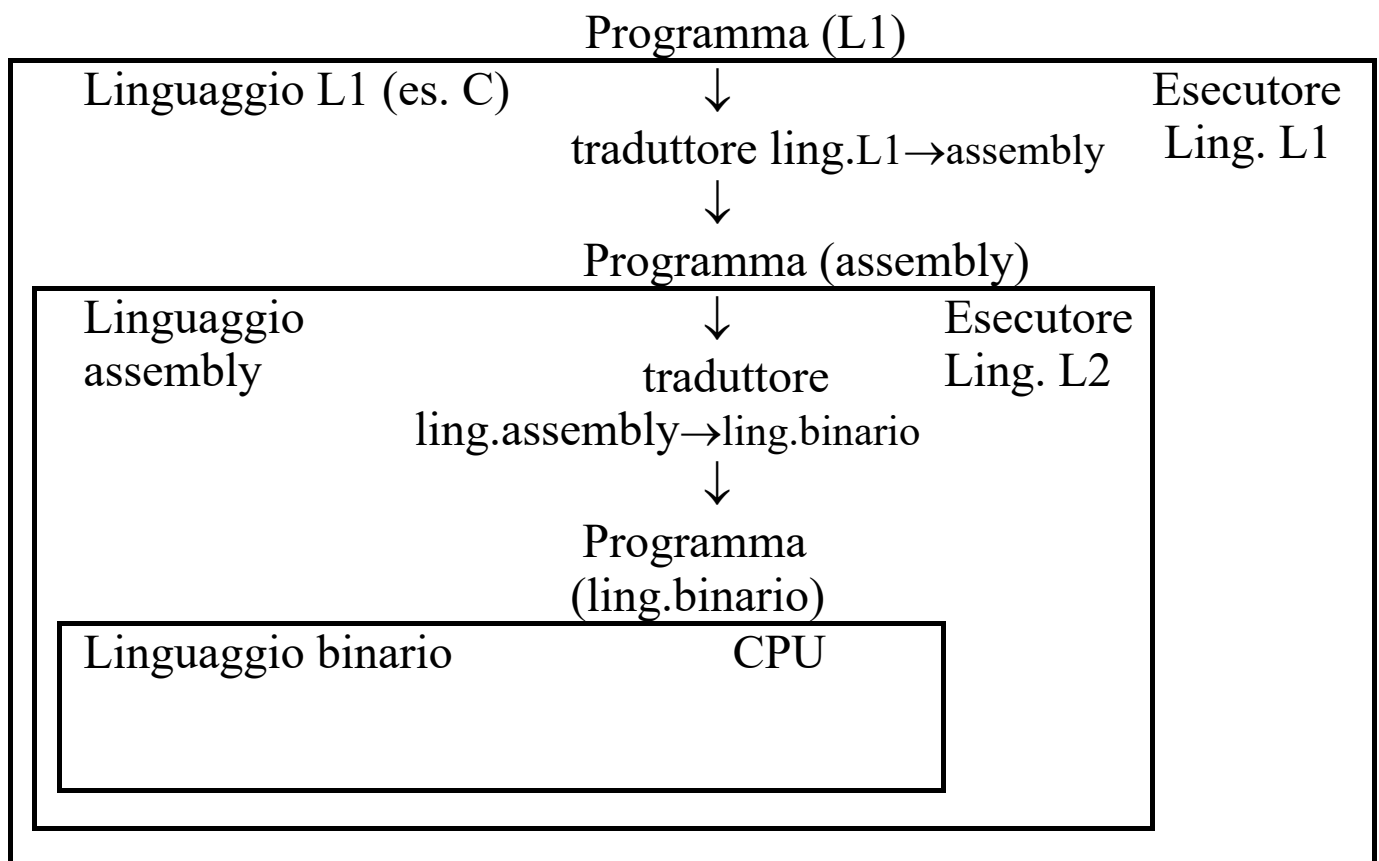 Programma (L1)
Linguaggio L1 (es. C) ↓ Esecutore
traduttore ling.L1→assembly Ling. L1
↓
Programma (assembly)
Linguaggio ↓ Esecutore
assembly traduttore Ling. L2
ling.assembly→ling.binario
↓
Programma
(ling.binario)
Linguaggio binario CPU